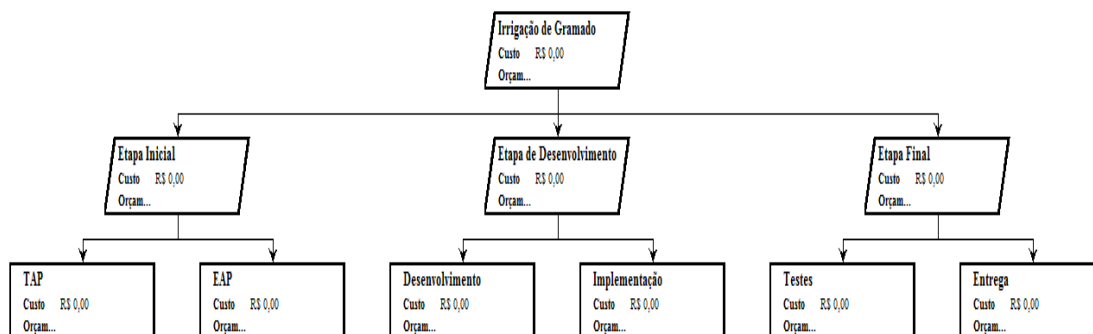 Irrigação de Gramado
Custo R$ 0,00
Orçam...
Etapa Inicial
Custo R$ 0,00
Orçam...
Etapa de Desenvolvimento
Custo R$ 0,00
Orçam...
Etapa Final
Custo R$ 0,00
Orçam...
TAP
Custo R$ 0,00
Orçam...
EAP
Custo R$ 0,00
Orçam...
Desenvolvimento
Custo R$ 0,00
Orçam...
Implementação
Custo R$ 0,00
Orçam...
Testes
Custo R$ 0,00
Orçam...
Entrega
Custo R$ 0,00
Orçam...